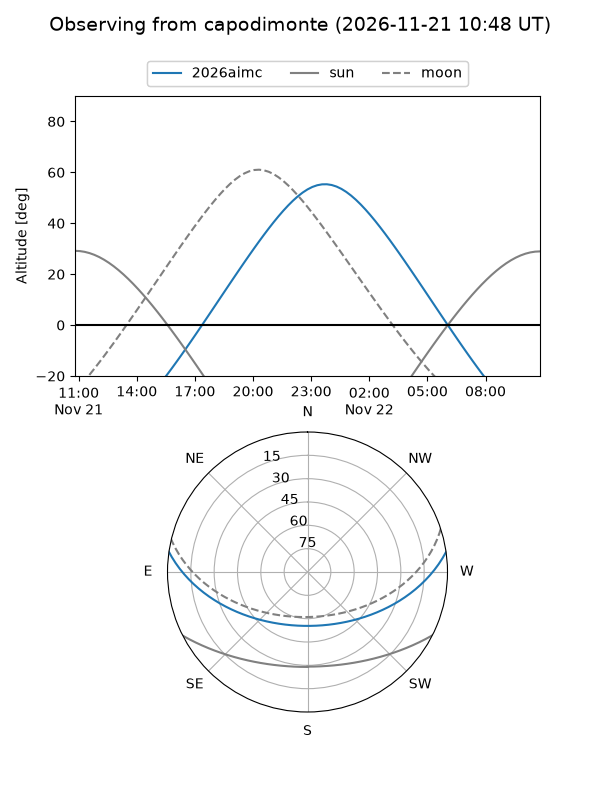 Observing from capodimonte (2026-11-21 10:48 UT)
2026aimc sun moon
80
60
40
20
0
−20
Altitude [deg]
11:00 14:00 17:00 20:00 23:00 02:00 05:00 08:00
Nov 21 Nov 22
N
NE NW
15
30
45
60
75
E W
SE SW
S